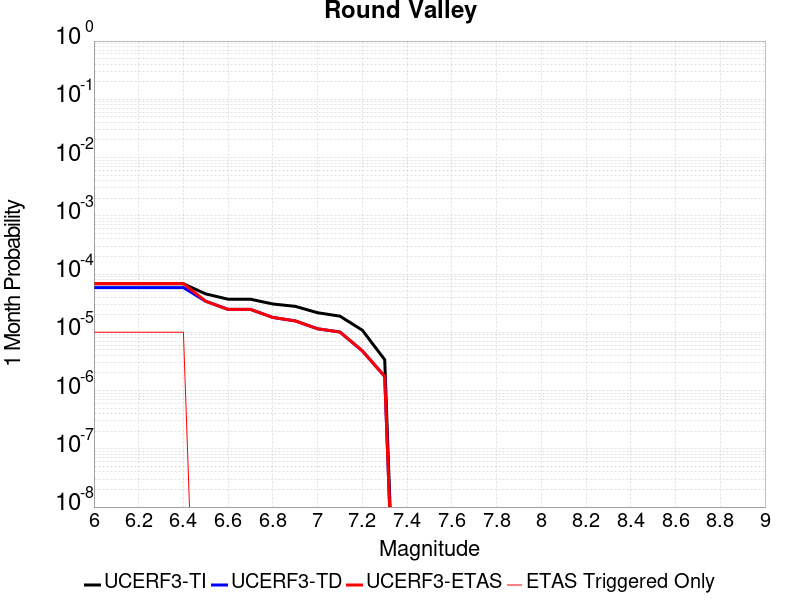 Round Valley
10 0
10 -1
10 -2
10 -3
10 -4
10 -5
10 -6
10 -7
10 -8
1 Month Probability
6 6.2 6.4 6.6 6.8 7 7.2 7.4 7.6 7.8 8 8.2 8.4 8.6 8.8 9
Magnitude
UCERF3-TI UCERF3-TD UCERF3-ETAS ETAS Triggered Only